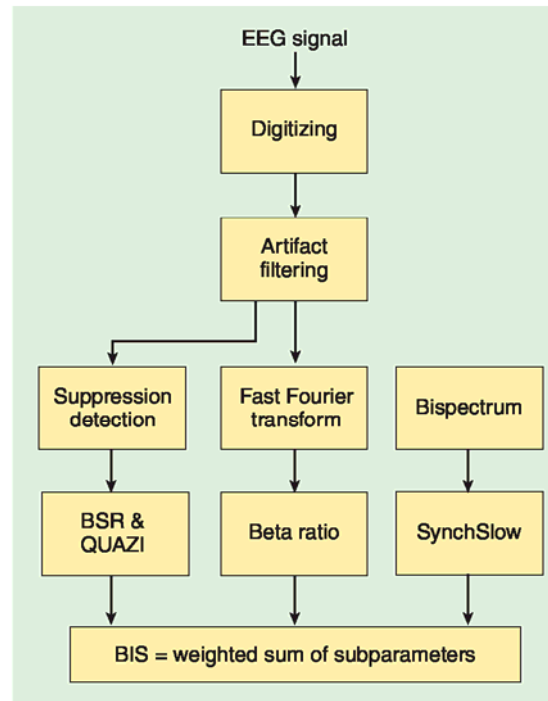 EEG signal
Digitizing
Artifact
filtering
Suppression
detection
Fast Fourier
transform
Bispectrum
BSR &
QUAZI
Beta ratio
SynchSlow
BIS = weighted sum of subparameters